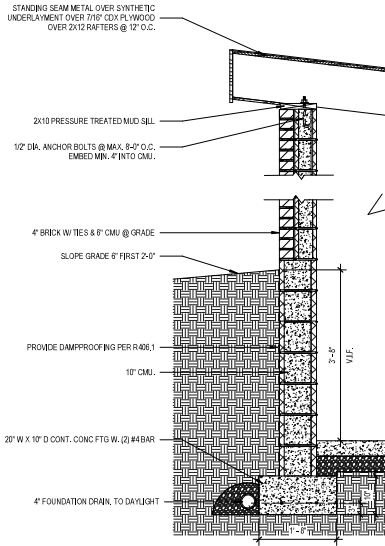 STANDING SEAM METAL OVER SYNTHETIC
UNDERLAYMENT OVER 7/16" CDX PLYWOOD
OVER 2X12 RAFTERS @ 12" O.C.
2X10 PRESSURE TREATED MUD SILL
1/2" DIA. ANCHOR BOLTS @ MAX. 8'-0" O.C.
EMBED MIN. 4" INTO CMU.
4" BRICK W/ TIES & 6" CMU @ GRADE
SLOPE GRADE 6" FIRST 2'-0"
PROVIDE DAMPPROOFING PER R406.1
3'-8"
V.I.F.
10" CMU.
20" W X 10" D CONT. CONC FTG W. (2) #4 BAR
4" FOUNDATION DRAIN, TO DAYLIGHT
3"
10"
1'-8"